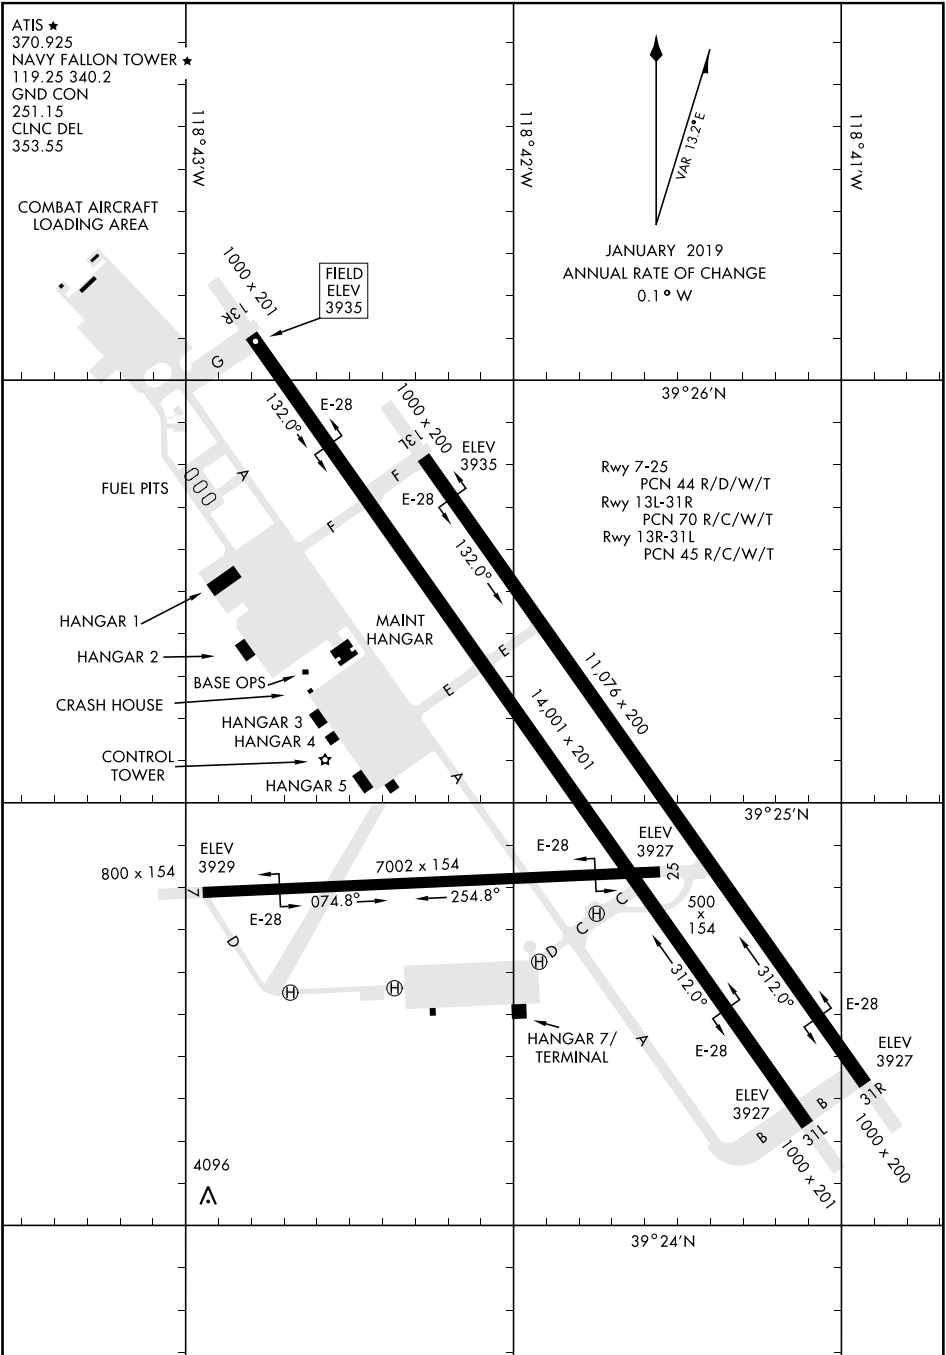 ATIS ★
370.925
NAVY FALLON TOWER ★
119.25 340.2
GND CON
251.15
CLNC DEL
353.55
118°43'W
118°42'W
118°41'W
VAR 13.2°E
JANUARY 2019
ANNUAL RATE OF CHANGE
0.1° W
COMBAT AIRCRAFT
LOADING AREA
1000 x 201
13R
FIELD
ELEV
3935
G
39°26'N
132.0°
E-28
1000 x 200
13L
ELEV
3935
F
E-28
A
F
FUEL PITS
132.0°
Rwy 7-25
PCN 44 R/D/W/T
Rwy 13L-31R
PCN 70 R/C/W/T
Rwy 13R-31L
PCN 45 R/C/W/T
HANGAR 1
MAINT
HANGAR
HANGAR 2
E
E
BASE OPS
CRASH HOUSE
11,076 x 200
14,001 x 201
HANGAR 3
HANGAR 4
CONTROL
TOWER
HANGAR 5
A
39°25'N
800 x 154
ELEV
3929
7002 x 154
E-28
ELEV
3927
7
25
E-28
074.8°
254.8°
C
C
H
500
x
154
D
D
H
H
H
312.0°
312.0°
E-28
E-28
HANGAR 7/
TERMINAL
A
ELEV
3927
ELEV
3927
B
B
31R
31L
1000 x 200
1000 x 201
4096
39°24'N